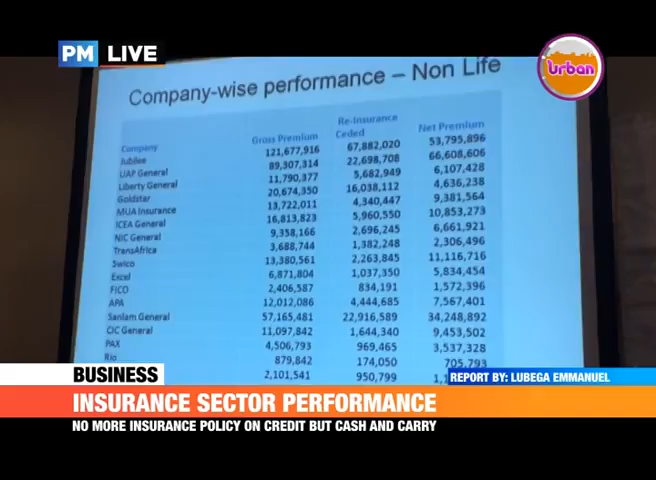 PM LIVE
Urban
Company-wise performance – Non Life
Company Gross Premium Re-Insurance Ceded Net Premium
Jubilee 121,677,916 67,882,020 53,795,896
UAP General 89,307,314 22,698,708 66,608,606
Liberty General 11,790,377 5,682,949 6,107,428
Goldstar 20,674,350 16,038,112 4,636,238
MUA Insurance 13,722,011 4,340,447 9,381,564
ICEA General 16,813,823 5,960,550 10,853,273
NIC General 9,358,166 2,696,245 6,661,921
TransAfrica 3,688,744 1,382,248 2,306,496
Swico 13,380,561 2,263,845 11,116,716
Excel 6,871,804 1,037,350 5,834,454
FICO 2,406,587 834,191 1,572,396
APA 12,012,086 4,444,685 7,567,401
Sanlam General 57,165,481 22,916,589 34,248,892
CIC General 11,097,842 1,644,340 9,453,502
PAX 4,506,793 969,465 3,537,328
Rio 879,842 174,050 705,793
2,101,541 950,799
BUSINESS
REPORT BY: LUBEGA EMMANUEL
INSURANCE SECTOR PERFORMANCE
NO MORE INSURANCE POLICY ON CREDIT BUT CASH AND CARRY